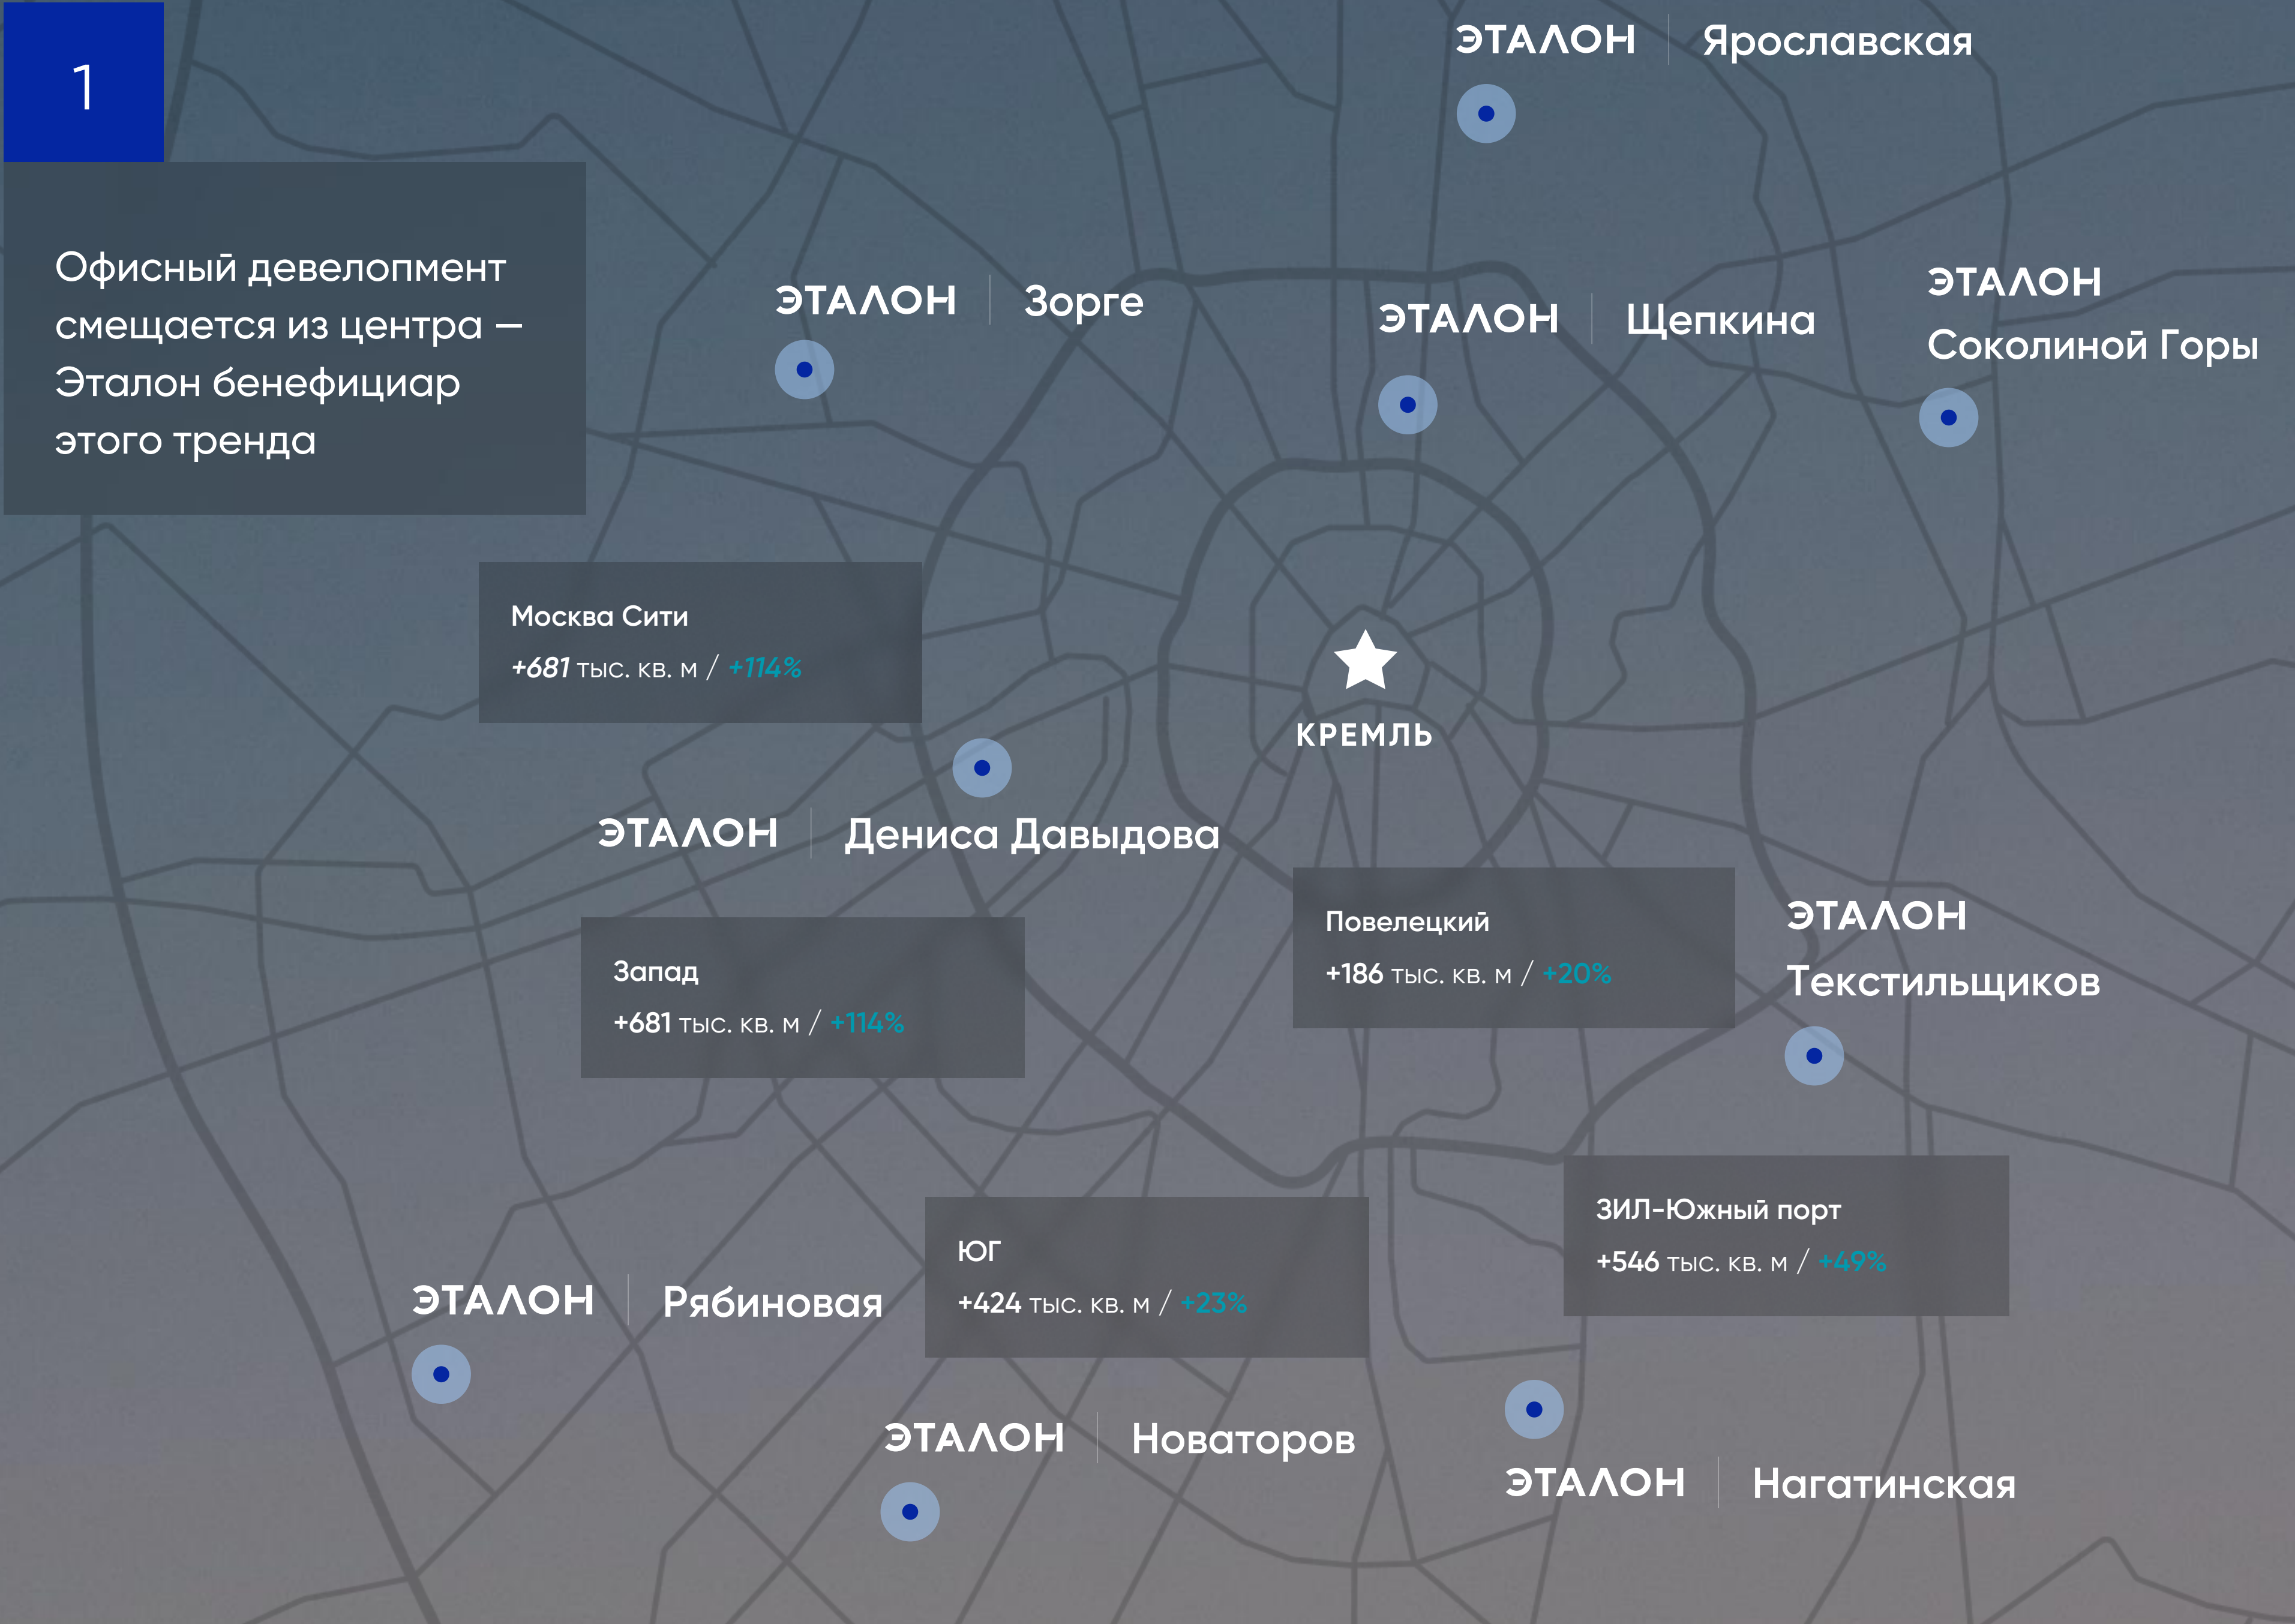 1
Офисный девелопмент
смещается из центра —
Эталон бенефициар
этого тренда
ЭТАЛОН | Ярославская
ЭТАЛОН | Зорге
ЭТАЛОН | Щепкина
ЭТАЛОН
Соколиной Горы
Москва Сити
+681 тыс. кв. м / +114%
КРЕМЛЬ
ЭТАЛОН | Дениса Давыдова
Повелецкий
+186 тыс. кв. м / +20%
ЭТАЛОН
Текстильщиков
Запад
+681 тыс. кв. м / +114%
ЗИЛ-Южный порт
+546 тыс. кв. м / +49%
ЮГ
+424 тыс. кв. м / +23%
ЭТАЛОН | Рябиновая
ЭТАЛОН | Новаторов
ЭТАЛОН | Нагатинская